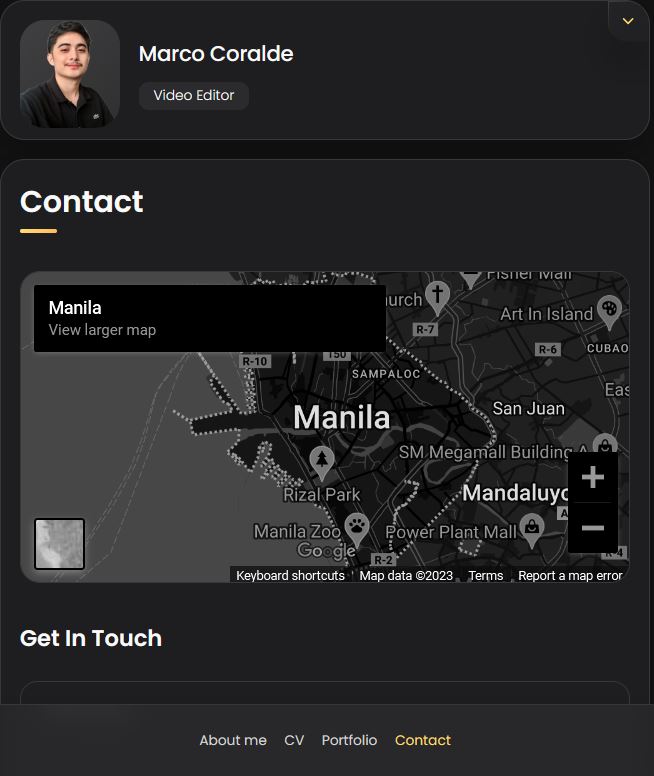 Marco Coralde
Video Editor
Contact
Manila
View larger map
Fisher Mall
urch
R-7
Art In Island
R-10
150
R-6
CUBAO
SAMPALOC
Eas
Manila
San Juan
SM Megamall Building A
Rizal Park
Mandaluyo
Manila Zoo
Power Plant Mall
Google
R-2
R-4
Keyboard shortcuts
Map data ©2023
Terms
Report a map error
Get In Touch
About me CV Portfolio Contact